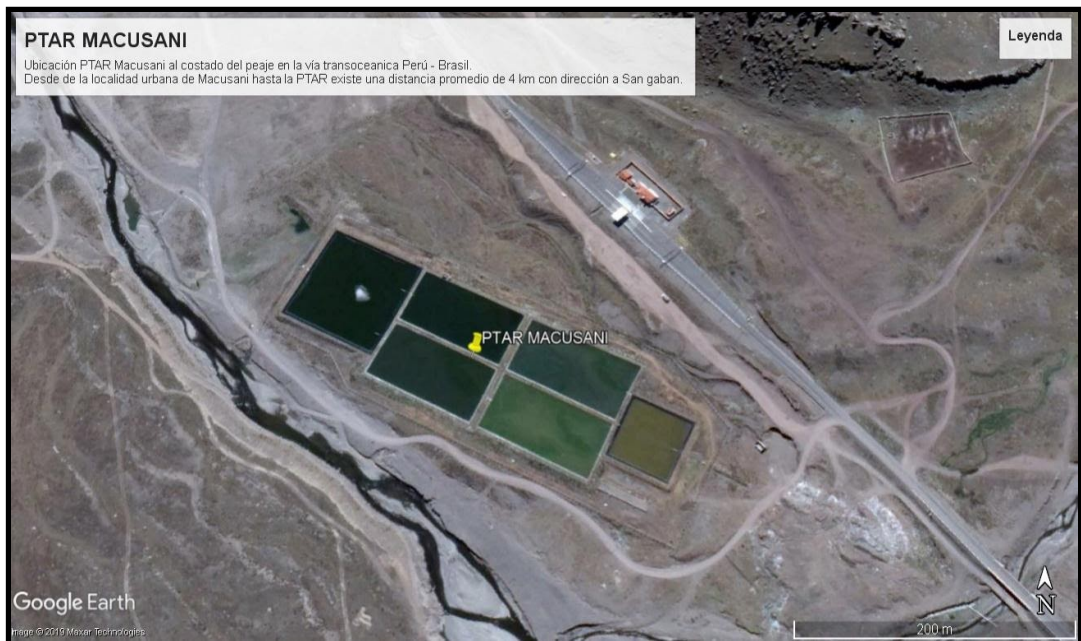 PTAR MACUSANI
Ubicación PTAR Macusani al costado del peaje en la vía transoceanica Perú - Brasil.
Desde de la localidad urbana de Macusani hasta la PTAR existe una distancia promedio de 4 km con dirección a San gaban.
Leyenda
PTAR MACUSANI
Google Earth
Image © 2019 Maxar Technologies
200 m
N